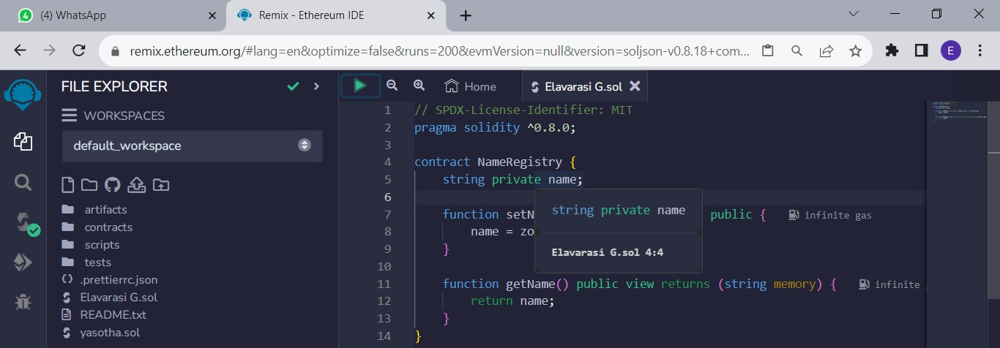 (4) WhatsApp
Remix - Ethereum IDE
remix.ethereum.org/#lang=en&optimize=false&runs=200&evmVersion=null&version=soljson-v0.8.18+com...
E
FILE EXPLORER
WORKSPACES
default_workspace
artifacts
contracts
scripts
tests
{} .prettierrc.json
Elavarasi G.sol
README.txt
yasotha.sol
Home
Elavarasi G.sol
1 // SPDX-License-Identifier: MIT
2 pragma solidity ^0.8.0;
3
4 contract NameRegistry {
5 string private name;
6
string private name
7 function setN public { infinite gas
8 name = zo
Elavarasi G.sol 4:4
9 }
10
11 function getName() public view returns (string memory) { infinite
12 return name;
13 }
14 }